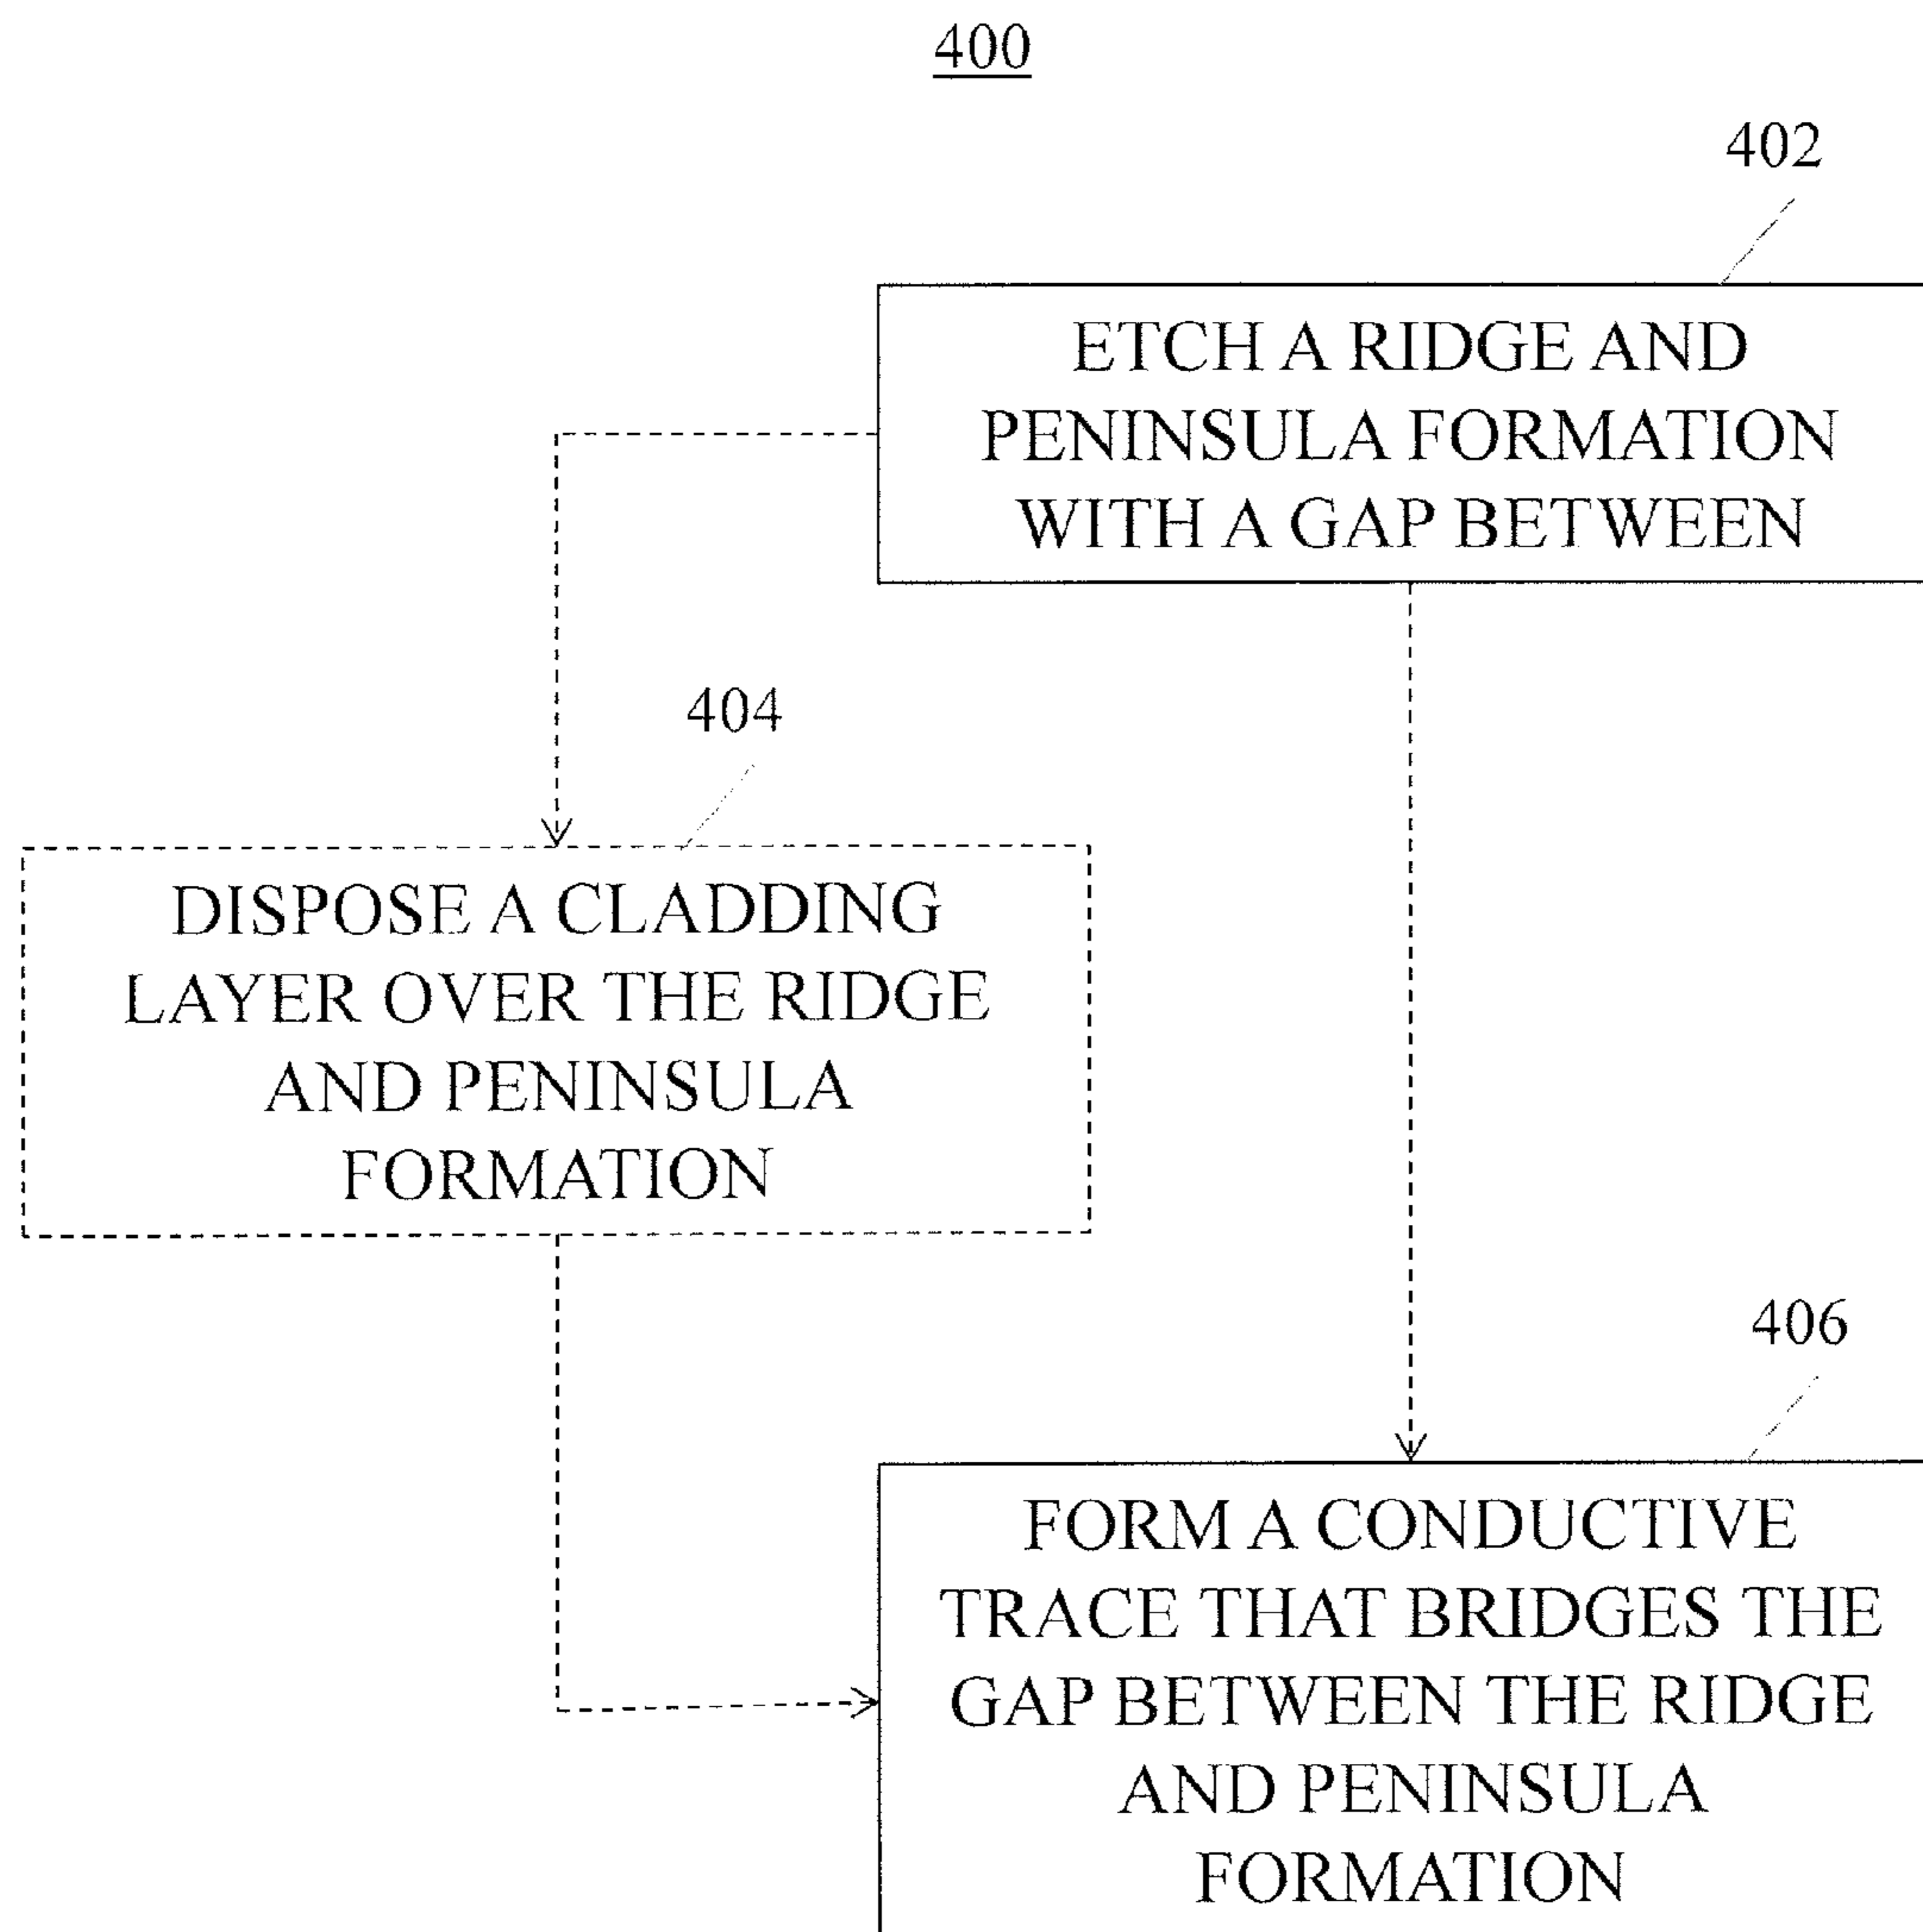 400
402
ETCH A RIDGE AND
PENINSULA FORMATION
WITH A GAP BETWEEN
404
DISPOSE A CLADDING
LAYER OVER THE RIDGE
AND PENINSULA
FORMATION
406
FORM A CONDUCTIVE
TRACE THAT BRIDGES THE
GAP BETWEEN THE RIDGE
AND PENINSULA
FORMATION